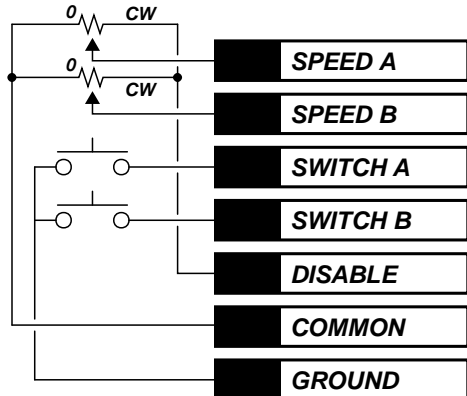 0 CW
SPEED A
0 CW
SPEED B
SWITCH A
SWITCH B
DISABLE
COMMON
GROUND